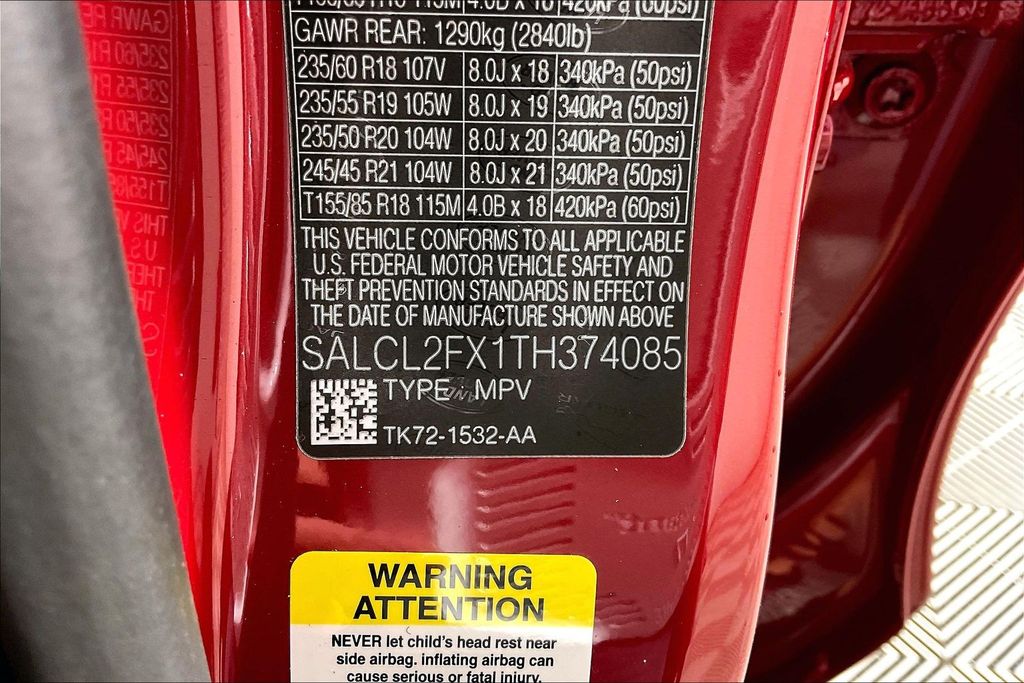 GAWR REAR: 1290kg (2840lb)
235/60 R18 107V 8.0J x 18 340kPa (50psi)
235/55 R19 105W 8.0J x 19 340kPa (50psi)
235/50 R20 104W 8.0J x 20 340kPa (50psi)
245/45 R21 104W 8.0J x 21 340kPa (50psi)
T155/85 R18 115M 4.0B x 18 420kPa (60psi)
THIS VEHICLE CONFORMS TO ALL APPLICABLE
U.S. FEDERAL MOTOR VEHICLE SAFETY AND
THEFT PREVENTION STANDARDS IN EFFECT ON
THE DATE OF MANUFACTURE SHOWN ABOVE
SALCL2FX1TH374085
TYPE: MPV
TK72-1532-AA
WARNING
ATTENTION
NEVER let child's head rest near
side airbag. inflating airbag can
cause serious or fatal injury.